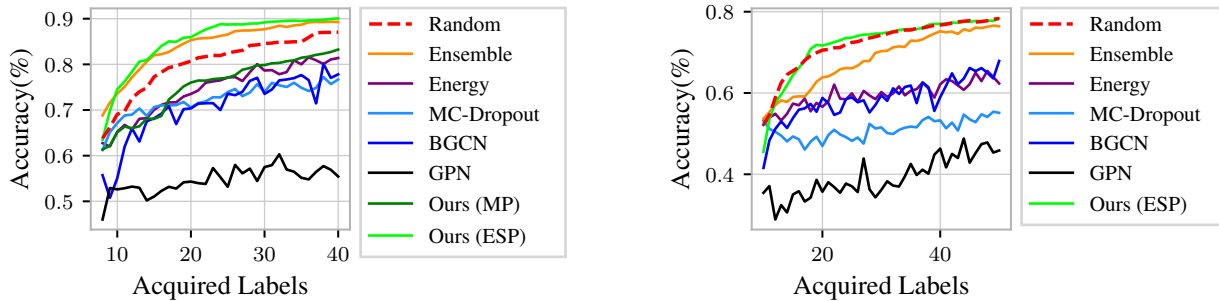 0.9
0.8
0.7
0.6
0.5
Accuracy(%)
10
20
30
40
Acquired Labels
Random
Ensemble
Energy
MC-Dropout
BGCN
GPN
Ours (MP)
Ours (ESP)
0.8
0.6
0.4
Accuracy(%)
20
40
Acquired Labels
Random
Ensemble
Energy
MC-Dropout
BGCN
GPN
Ours (ESP)